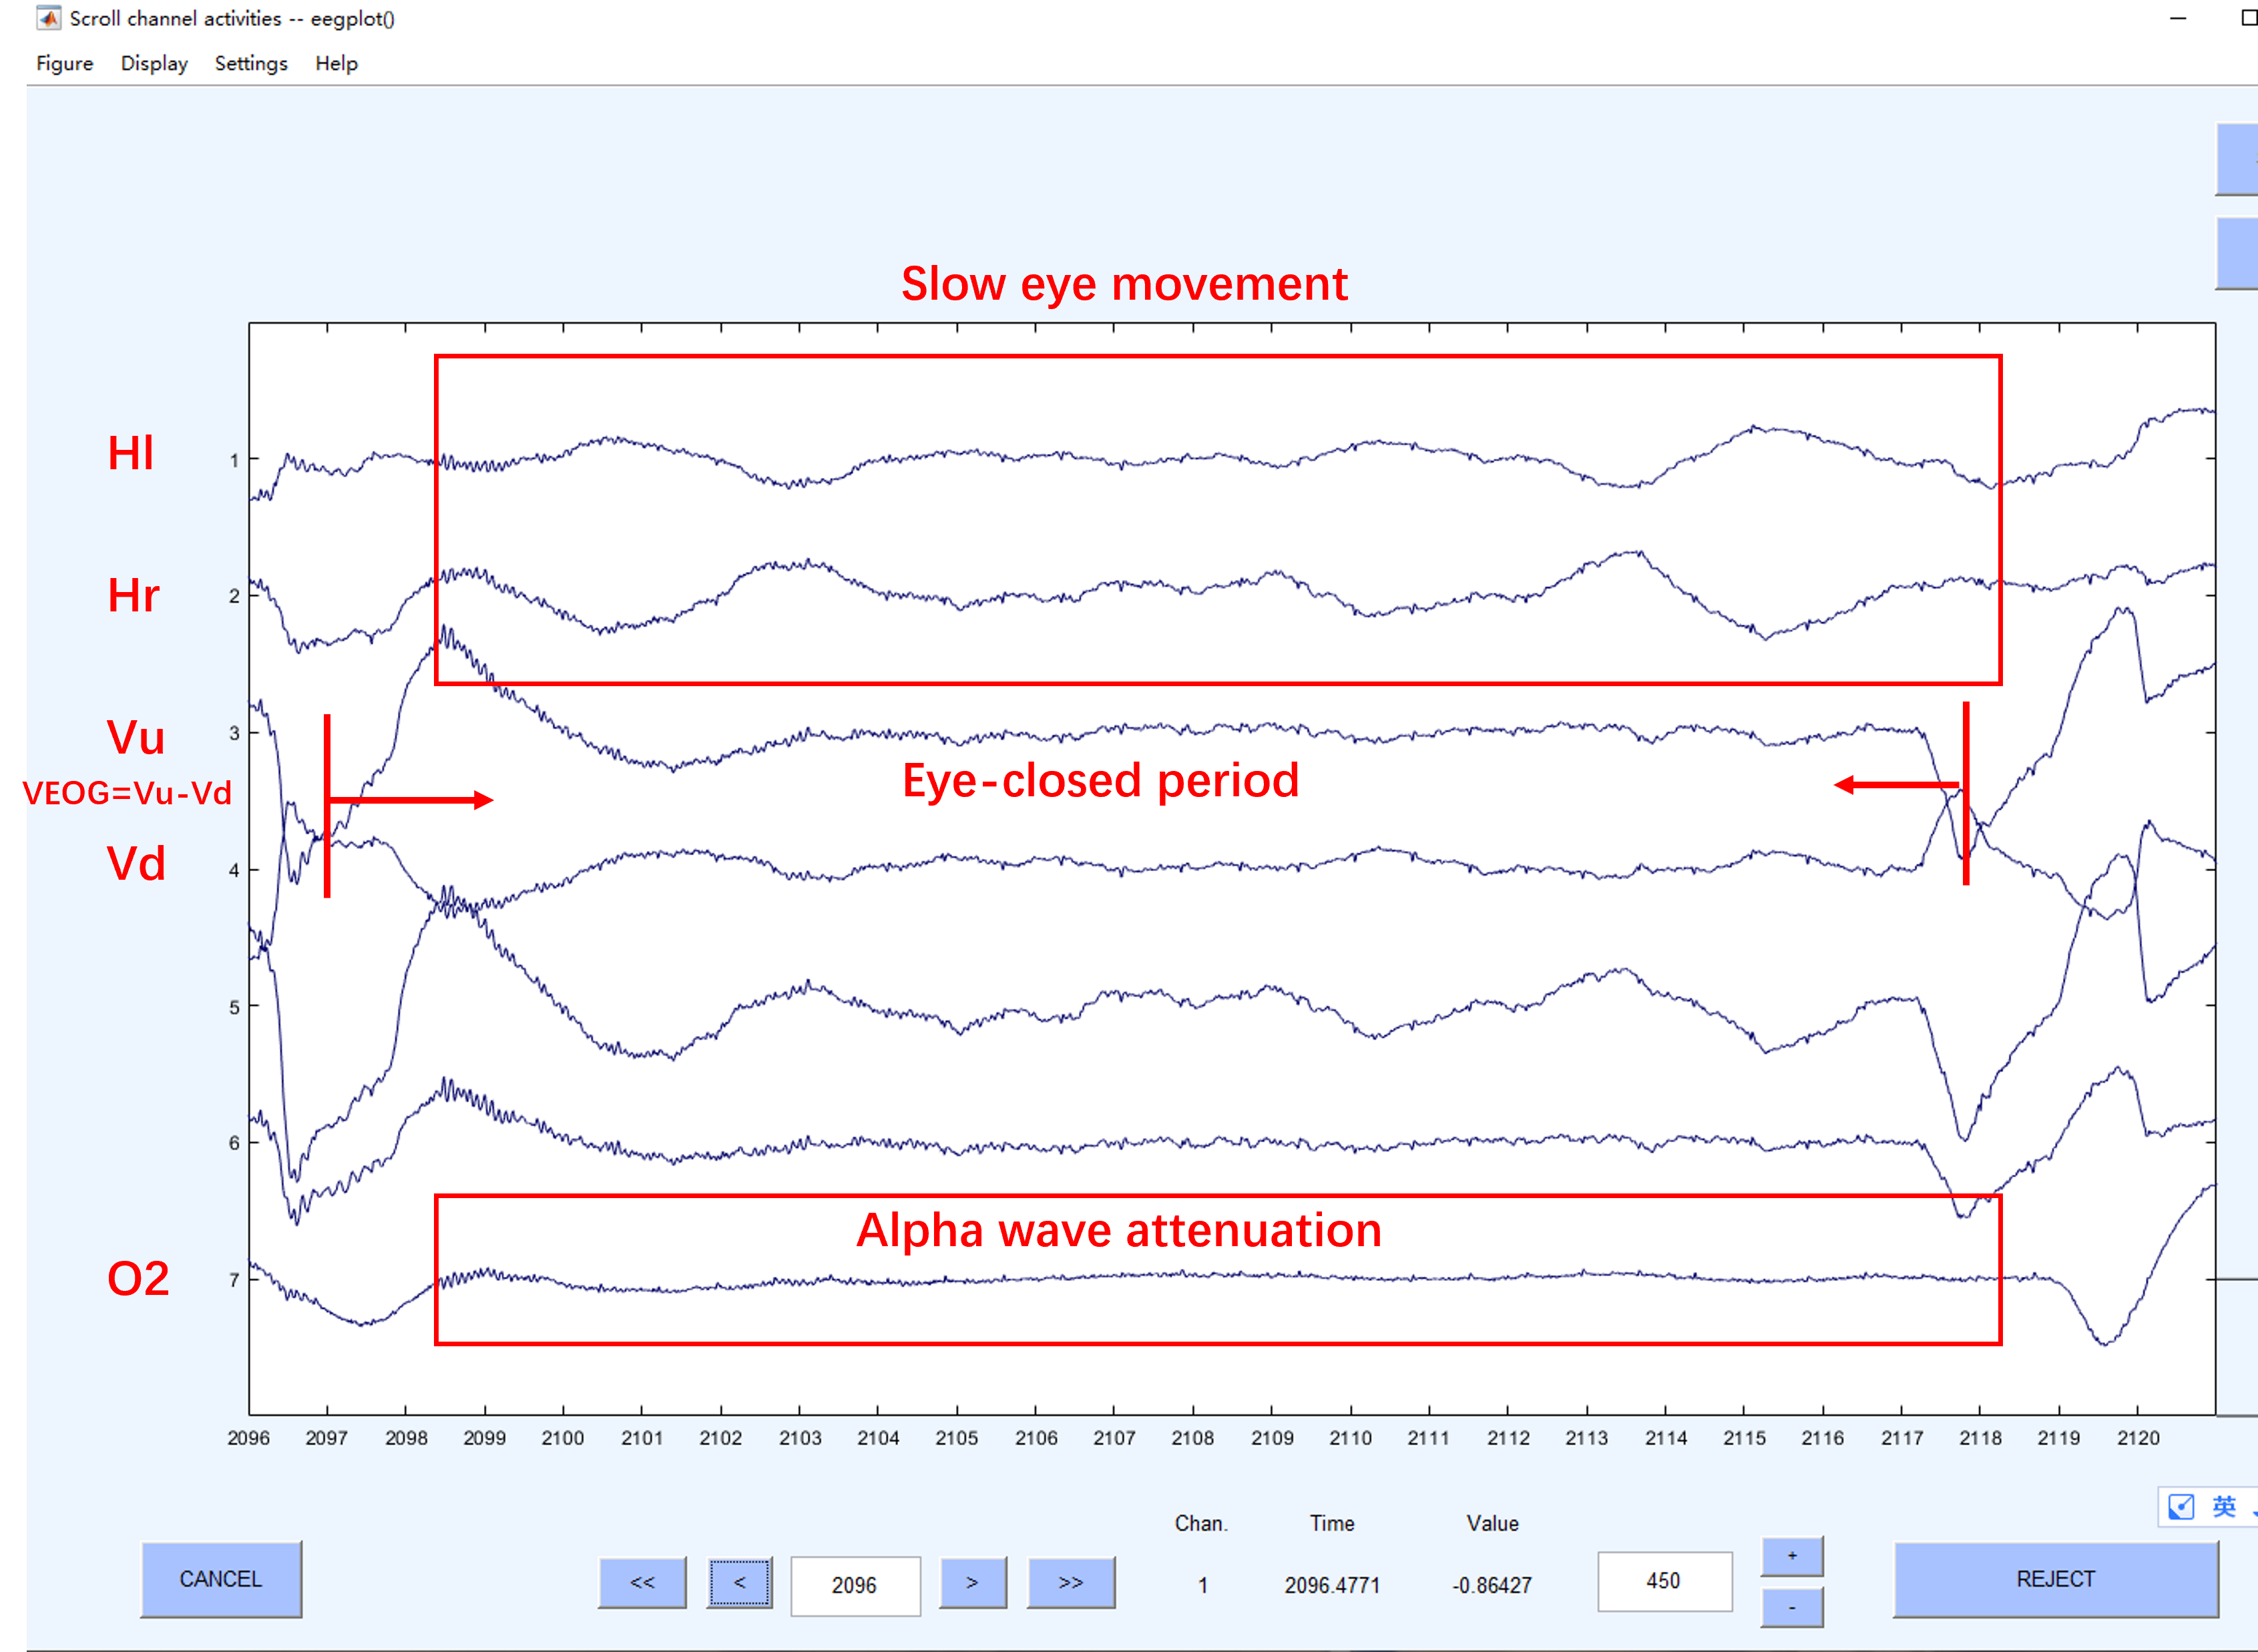 Scroll channel activities -- eegplot()
Figure Display Settings Help
Slow eye movement
Hl
1
Hr
2
Vu
3
VEOG=Vu-Vd
Eye-closed period
Vd
4
5
6
Alpha wave attenuation
O2
7
2096 2097 2098 2099 2100 2101 2102 2103 2104 2105 2106 2107 2108 2109 2110 2111 2112 2113 2114 2115 2116 2117 2118 2119 2120
英
Chan. Time Value
CANCEL << < 2096 > >> 1 2096.4771 -0.86427 450 + - REJECT